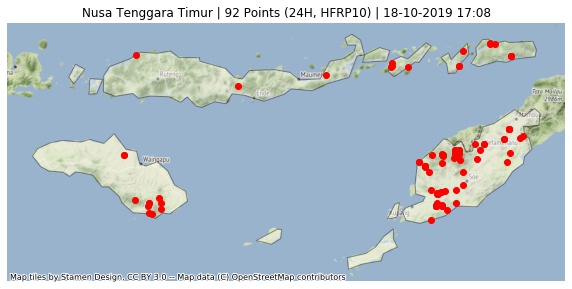 Nusa Tenggara Timur | 92 Points (24H, HFRP10) | 18-10-2019 17:08
Ruteng
Maumere
Ende
Waingapu
Soe
Kupang
Map tiles by Stamen Design, CC BY 3.0 -- Map data (C) OpenStreetMap contributors